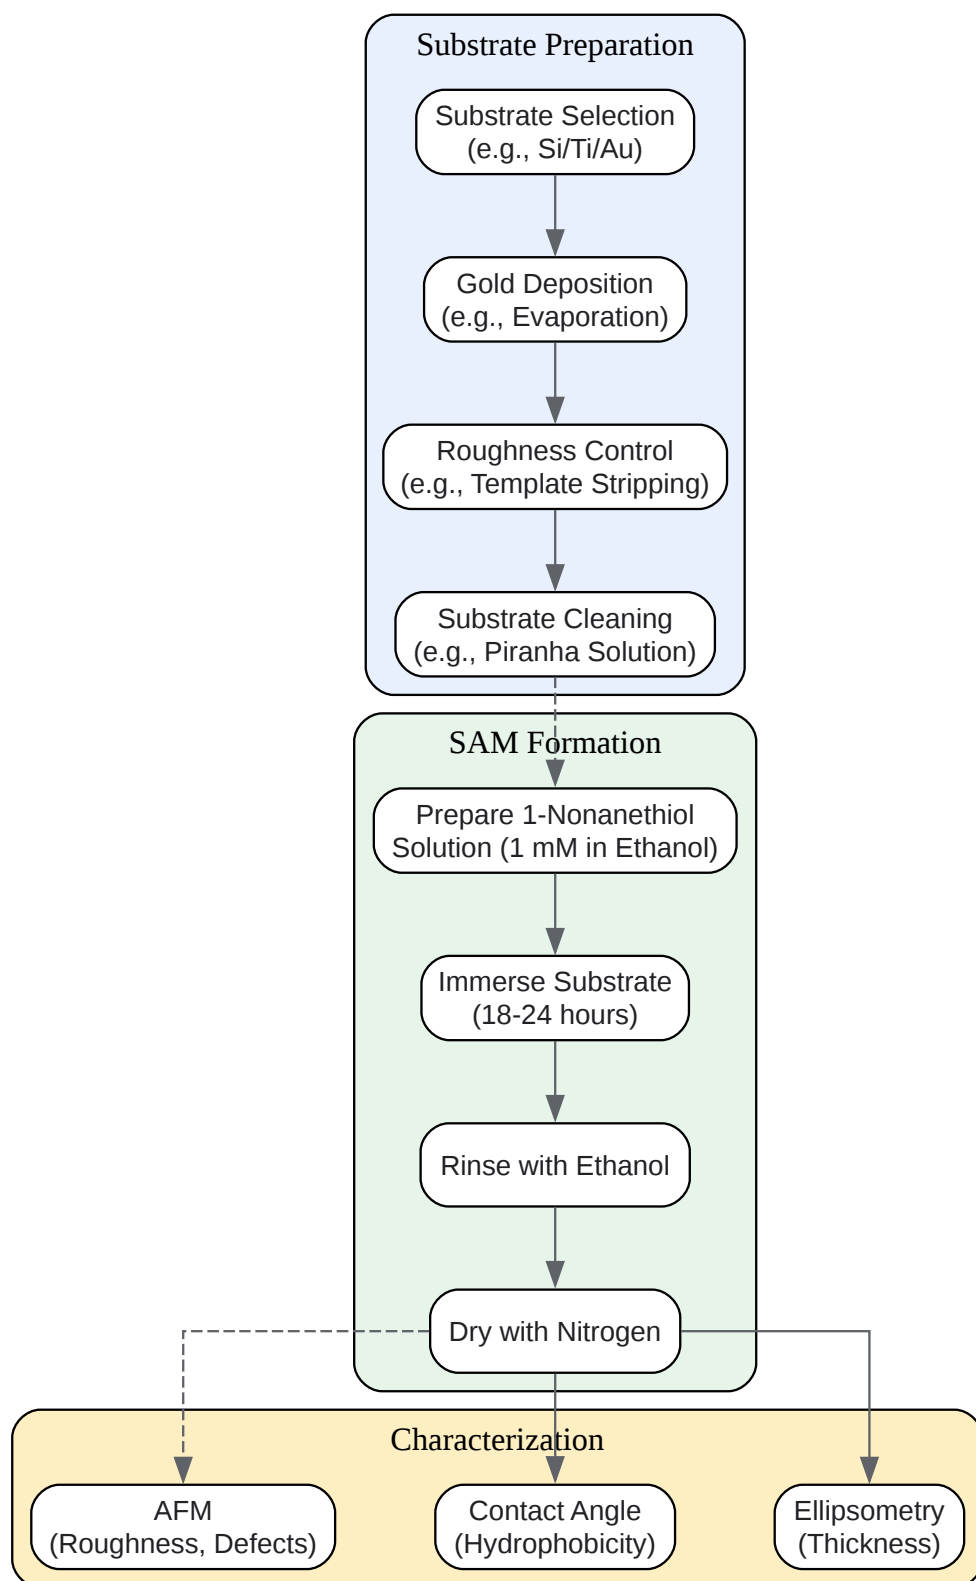 Substrate Preparation
Substrate Selection
(e.g., Si/Ti/Au)
Gold Deposition
(e.g., Evaporation)
Roughness Control
(e.g., Template Stripping)
Substrate Cleaning
(e.g., Piranha Solution)
SAM Formation
Prepare 1-Nonanethiol
Solution (1 mM in Ethanol)
Immerse Substrate
(18-24 hours)
Rinse with Ethanol
Dry with Nitrogen
Characterization
AFM
(Roughness, Defects)
Contact Angle
(Hydrophobicity)
Ellipsometry
(Thickness)